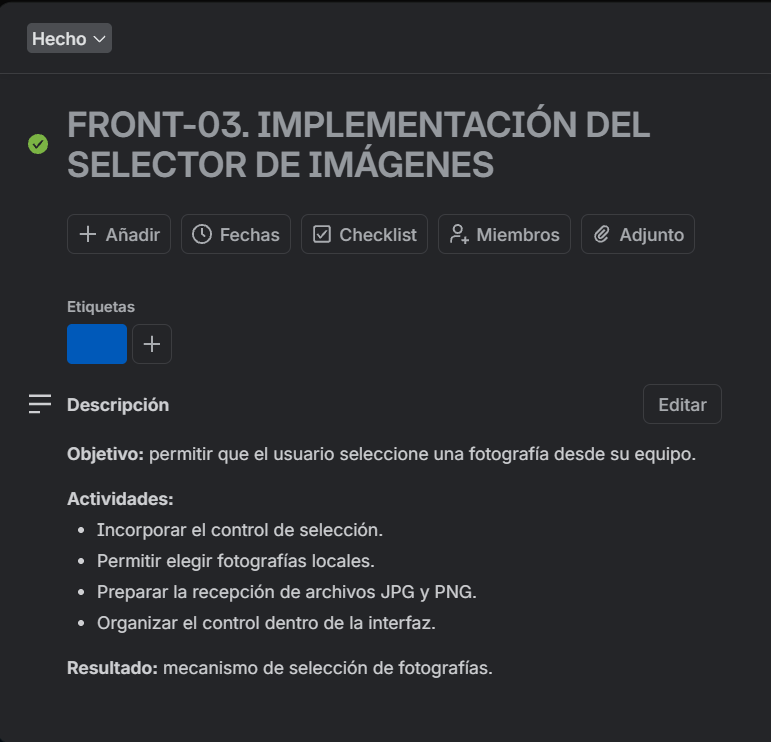 Hecho
FRONT-03. IMPLEMENTACIÓN DEL
SELECTOR DE IMÁGENES
Añadir
Fechas
Checklist
Miembros
Adjunto
Etiquetas
Descripción
Editar
Objetivo: permitir que el usuario seleccione una fotografía desde su equipo.
Actividades:
• Incorporar el control de selección.
• Permitir elegir fotografías locales.
• Preparar la recepción de archivos JPG y PNG.
• Organizar el control dentro de la interfaz.
Resultado: mecanismo de selección de fotografías.